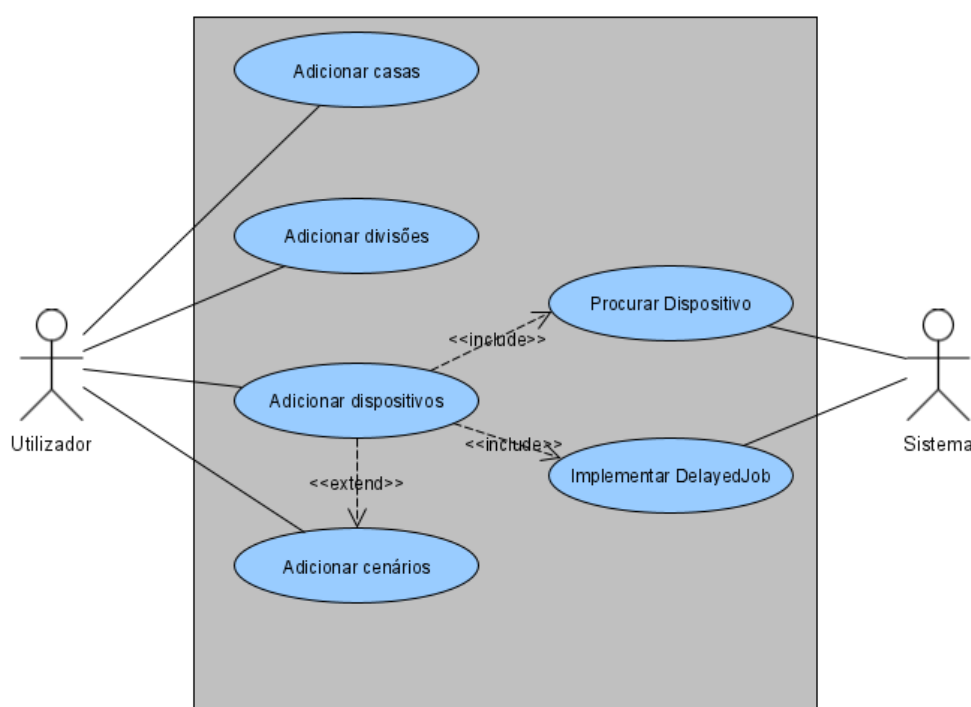 Adicionar casas
Adicionar divisões
Procurar Dispositivo
<<include>>
Adicionar dispositivos
Utilizador
<<include>>
Sistema
Implementar DelayedJob
<<extend>>
Adicionar cenários